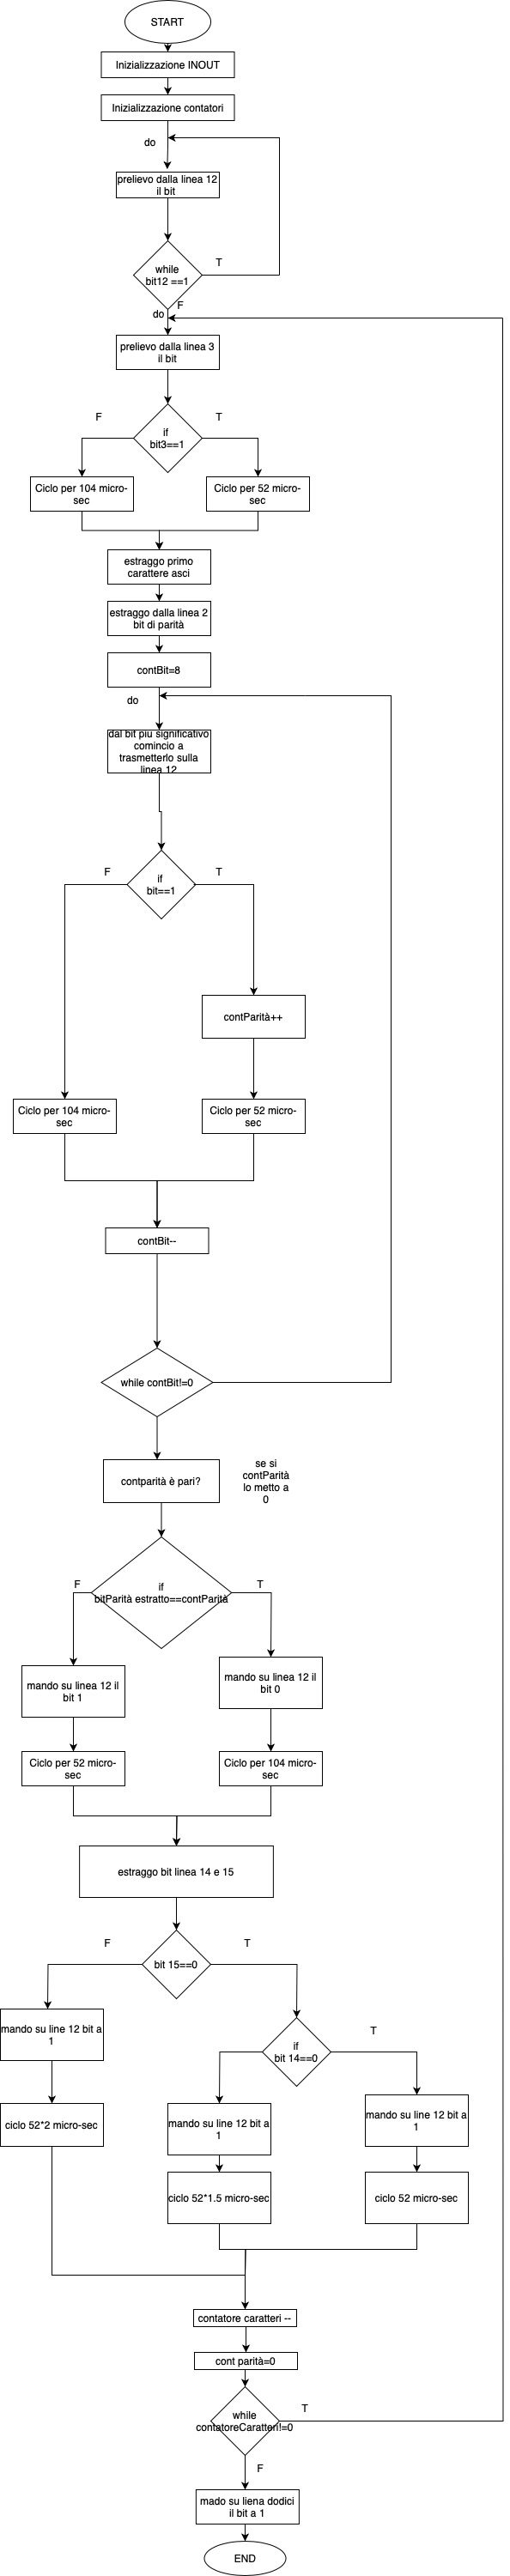 START
Inizializzazione INOUT
Inizializzazione contatori
do
prelievo dalla linea 12
il bit
while
bit12 ==1
T
F
do
prelievo dalla linea 3
il bit
F
if
bit3==1
T
Ciclo per 104 micro-
sec
Ciclo per 52 micro-
sec
estraggo primo
carattere asci
estraggo dalla linea 2
bit di parità
contBit=8
do
dal bit più significativo
comincio a
trasmetterlo sulla
linea 12
F
if
bit==1
T
contParità++
Ciclo per 104 micro-
sec
Ciclo per 52 micro-
sec
contBit--
while contBit!=0
contparità è pari?
se si
contParità
lo metto a
0
F
if
bitParità estratto==contParità
T
mando su linea 12 il
bit 1
mando su linea 12 il
bit 0
Ciclo per 52 micro-
sec
Ciclo per 104 micro-
sec
estraggo bit linea 14 e 15
F
bit 15==0
T
mando su line 12 bit a
1
if
bit 14==0
T
ciclo 52*2 micro-sec
mando su line 12 bit a
1
mando su line 12 bit a
1
ciclo 52*1.5 micro-sec
ciclo 52 micro-sec
contatore caratteri --
cont parità=0
while
contatoreCaratteri!=0
T
F
mado su liena dodici
il bit a 1
END